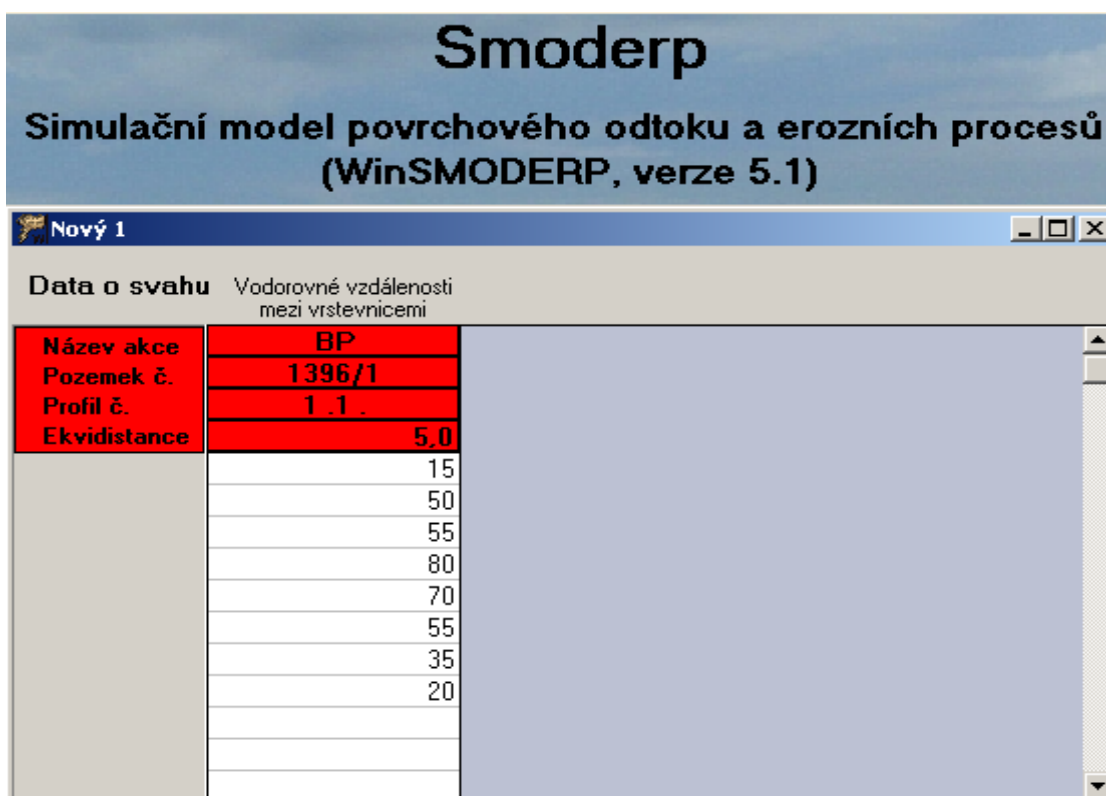 Smoderp
Simulační model povrchového odtoku a erozních procesů
(WinSMODERP, verze 5.1)
Nový 1
Data o svahu Vodorovné vzdálenosti
mezi vrstevnicemi
Název akce BP
Pozemek č. 1396/1
Profil č. 1 .1 .
Ekvidistance 5,0
15
50
55
80
70
55
35
20